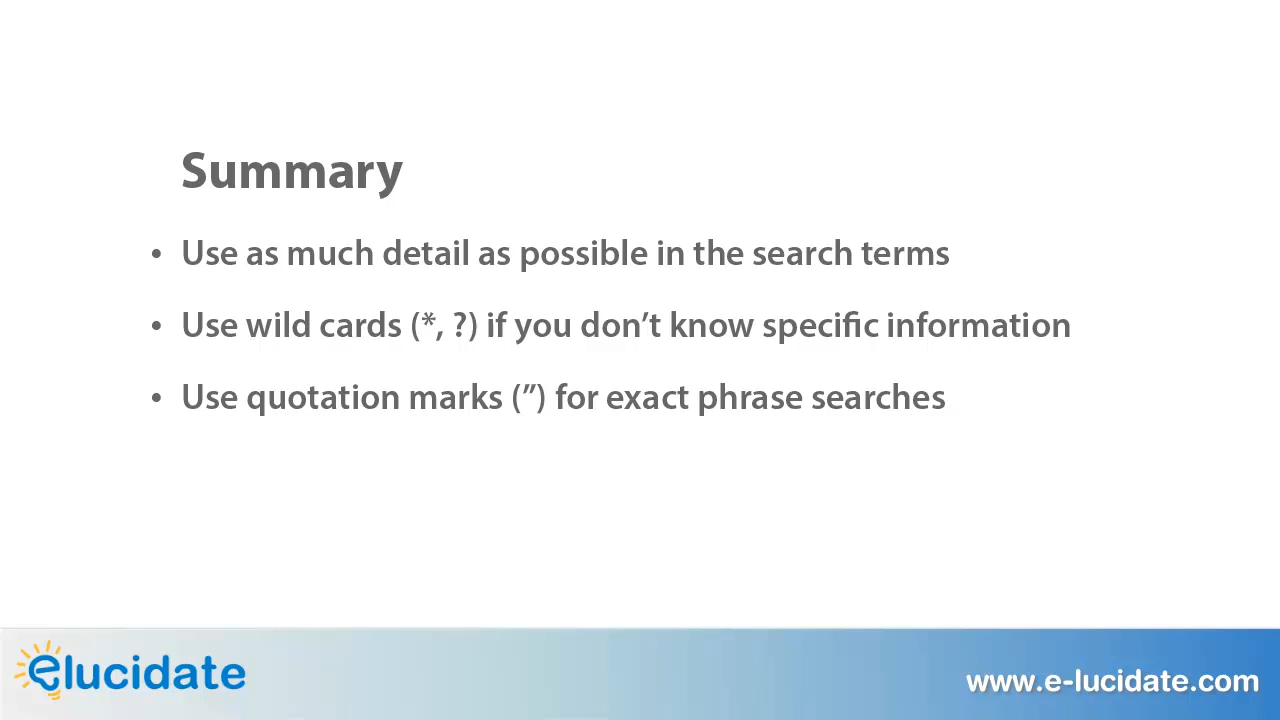 Summary
• Use as much detail as possible in the search terms
• Use wild cards (*, ?) if you don’t know specific information
• Use quotation marks (”) for exact phrase searches
elucidate
www.e-lucidate.com